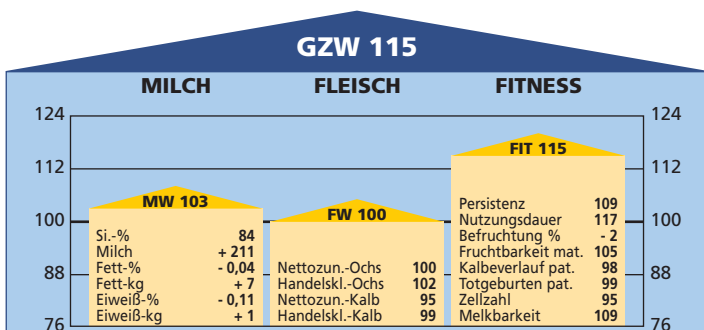 GZW 115
MILCH FLEISCH FITNESS
124 124
112 112
100 100
88 88
76 76
MW 103
Si.-% 84
Milch + 211
Fett-% - 0,04
Fett-kg + 7
Eiweiß-% - 0,11
Eiweiß-kg + 1
FW 100
Nettozun.-Ochs 100
Handelskl.-Ochs 102
Nettozun.-Kalb 95
Handelskl.-Kalb 99
FIT 115
Persistenz 109
Nutzungsdauer 117
Befruchtung % - 2
Fruchtbarkeit mat. 105
Kalbeverlauf pat. 98
Totgeburten pat. 99
Zellzahl 95
Melkbarkeit 109